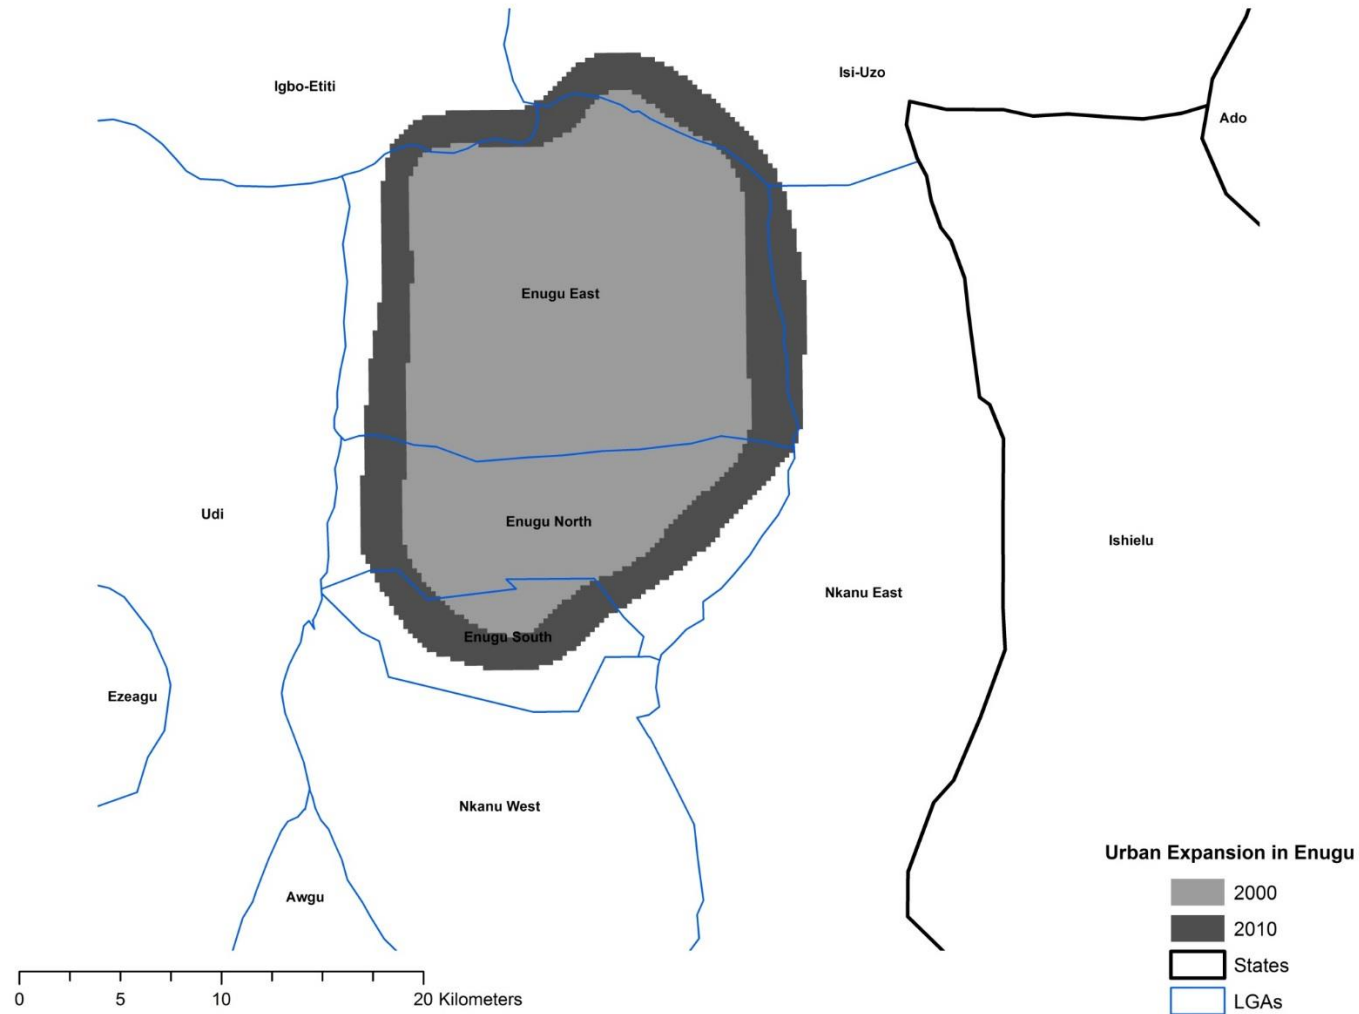 Igbo-Etiti
Isi-Uzo
Ado
Enugu East
Udi
Enugu North
Ishielu
Nkanu East
Enugu South
Ezeagu
Nkanu West
Awgu
Urban Expansion in Enugu
2000
2010
States
LGAs
0 5 10 20 Kilometers